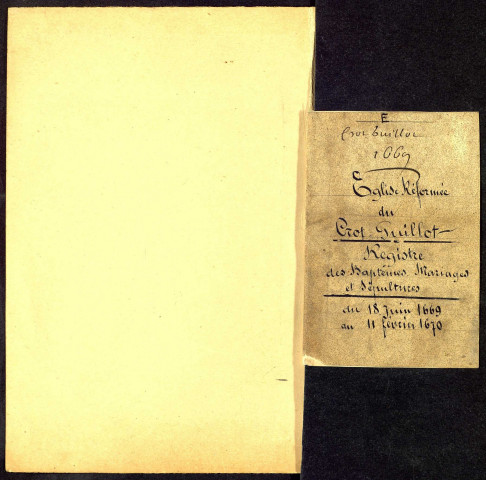 E
Crot Guillot
1669
Eglise Réformée
du
Crot Guillot
Registre
des Baptêmes Mariages
et Sépultures
du 18 Juin 1669
au 11 février 1670